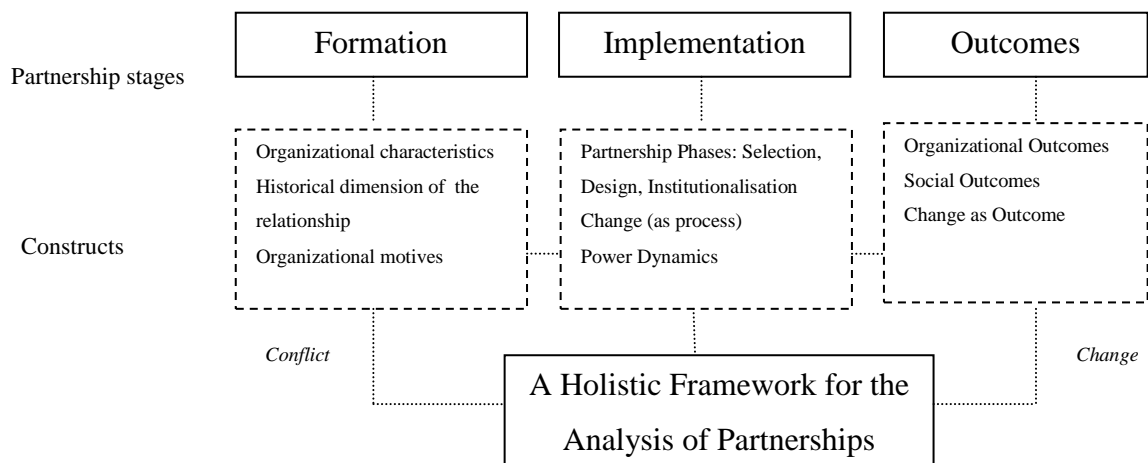 Formation
Implementation
Outcomes
Partnership stages
Organizational characteristics
Historical dimension of the
relationship
Organizational motives
Partnership Phases: Selection,
Design, Institutionalisation
Change (as process)
Power Dynamics
Organizational Outcomes
Social Outcomes
Change as Outcome
Constructs
Conflict
Change
A Holistic Framework for the
Analysis of Partnerships